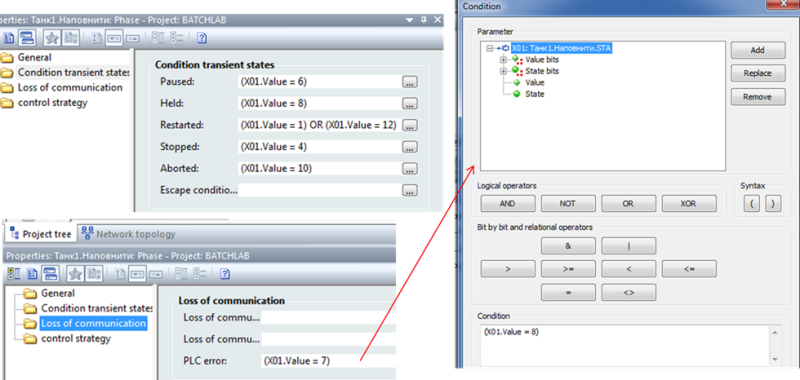 perties: Танк1.Наповнити: Phase - Project: BATCHLAB
General
Condition transient states
Loss of communication
control strategy
Condition transient states
Paused: (X01.Value = 6) ...
Held: (X01.Value = 8) ...
Restarted: (X01.Value = 1) OR (X01.Value = 12) ...
Stopped: (X01.Value = 4) ...
Aborted: (X01.Value = 10) ...
Escape conditio... ...
Project tree Network topology
Properties: Танк1.Наповнити: Phase - Project: BATCHLAB
General
Condition transient states
Loss of communication
control strategy
Loss of communication
Loss of commu...
Loss of commu...
PLC error: (X01.Value = 7)
Condition
Parameter
X01: Танк1.Наповнити.STA
Value bits
State bits
Value
State
Add
Replace
Remove
Logical operators
AND NOT OR XOR
Syntax
( )
Bit by bit and relational operators
& |
> >= < <=
= <>
Condition
(X01.Value = 8)